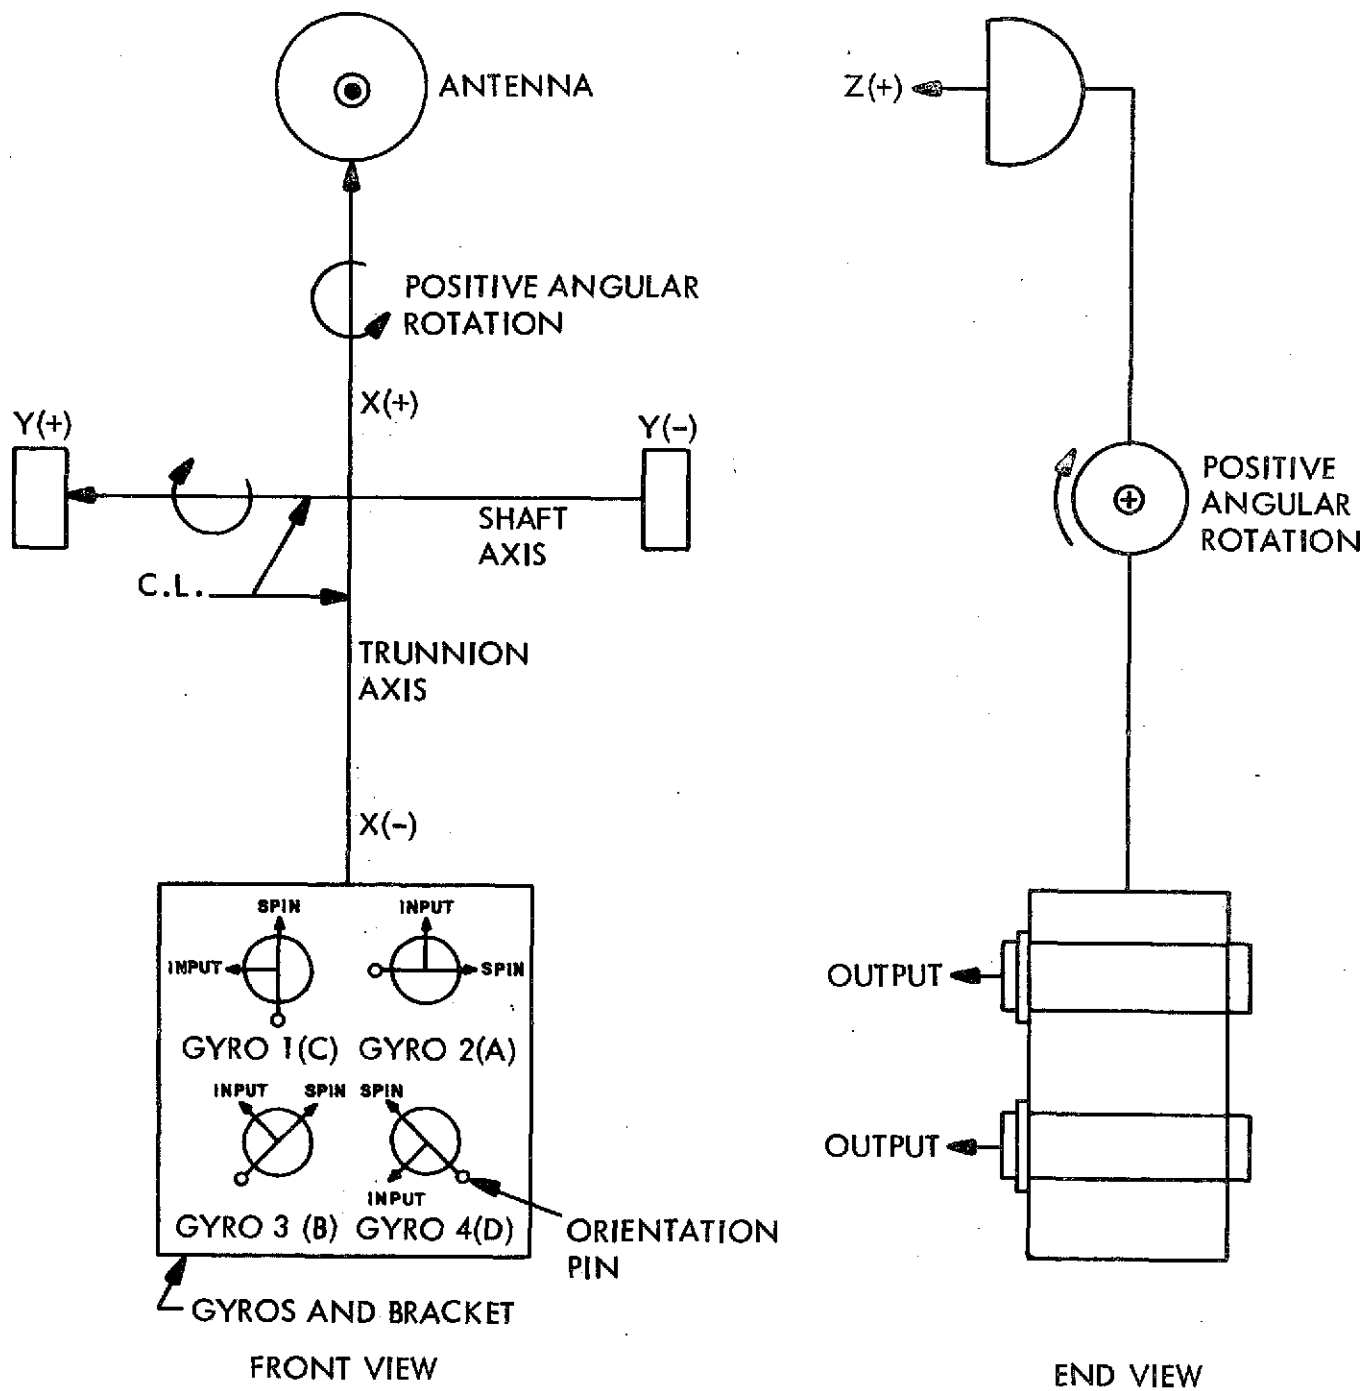 ANTENNA
Z(+)
POSITIVE ANGULAR
ROTATION
X(+)
Y(+)
Y(-)
SHAFT
AXIS
POSITIVE
ANGULAR
ROTATION
C.L.
TRUNNION
AXIS
X(-)
SPIN
INPUT
INPUT
SPIN
OUTPUT
GYRO 1(C)
GYRO 2(A)
INPUT
SPIN
SPIN
INPUT
OUTPUT
GYRO 3 (B)
GYRO 4(D)
ORIENTATION
PIN
GYROS AND BRACKET
FRONT VIEW
END VIEW